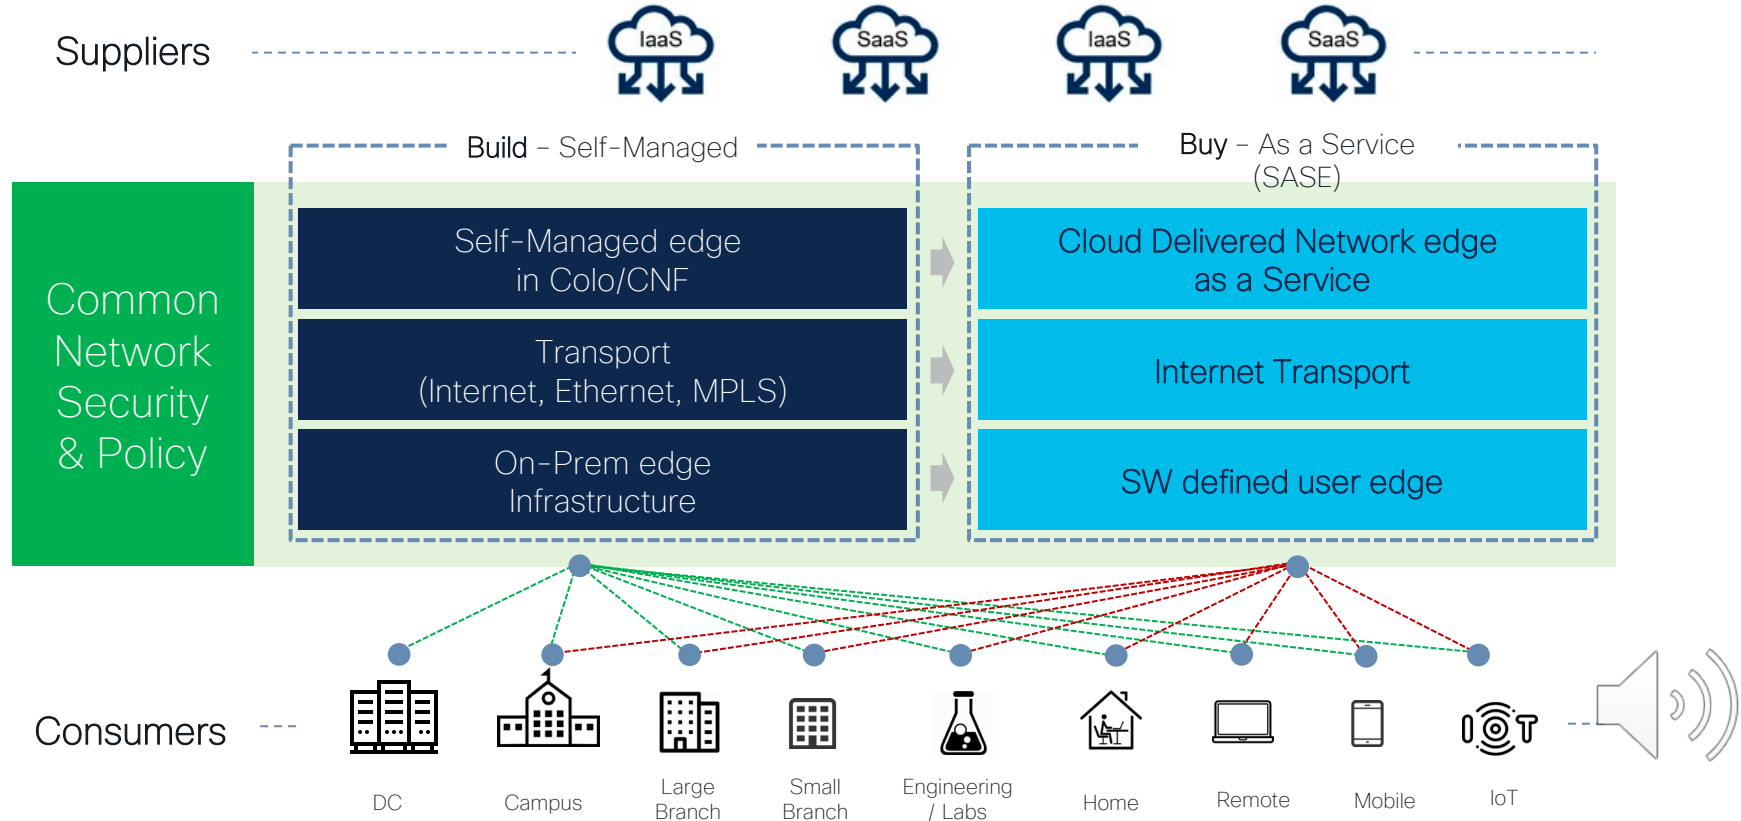 Suppliers
IaaS
SaaS
IaaS
SaaS
Build - Self-Managed
Buy - As a Service
(SASE)
Common
Network
Security
& Policy
Self-Managed edge
in Colo/CNF
Cloud Delivered Network edge
as a Service
Transport
(Internet, Ethernet, MPLS)
Internet Transport
On-Prem edge
Infrastructure
SW defined user edge
Consumers
IOT
DC
Campus
Large
Branch
Small
Branch
Engineering
/ Labs
Home
Remote
Mobile
IoT